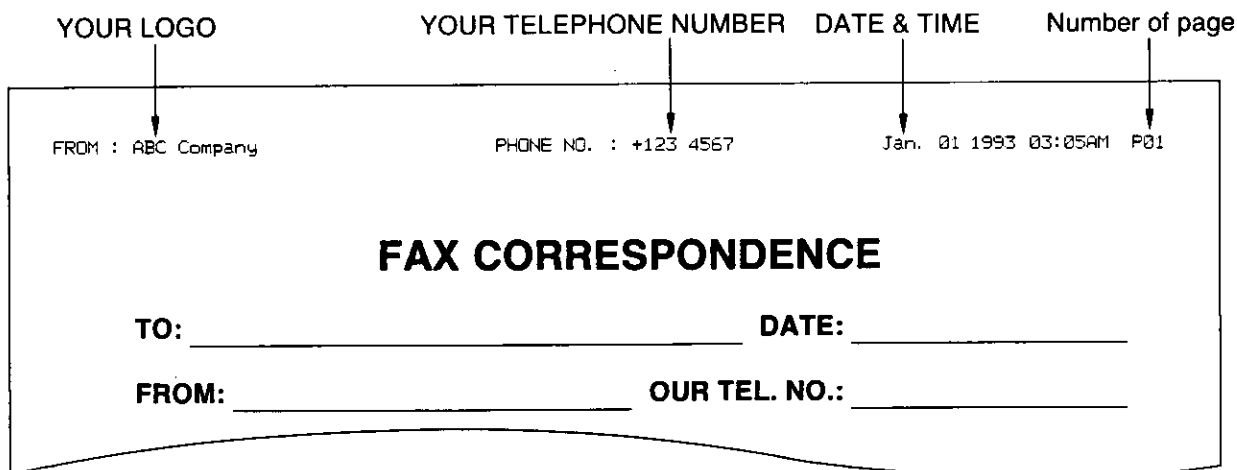 YOUR LOGO YOUR TELEPHONE NUMBER DATE & TIME Number of page
FROM : ABC Company PHONE NO. : +123 4567 Jan. 01 1993 03:05AM P01
FAX CORRESPONDENCE
TO: DATE:
FROM: OUR TEL. NO.: